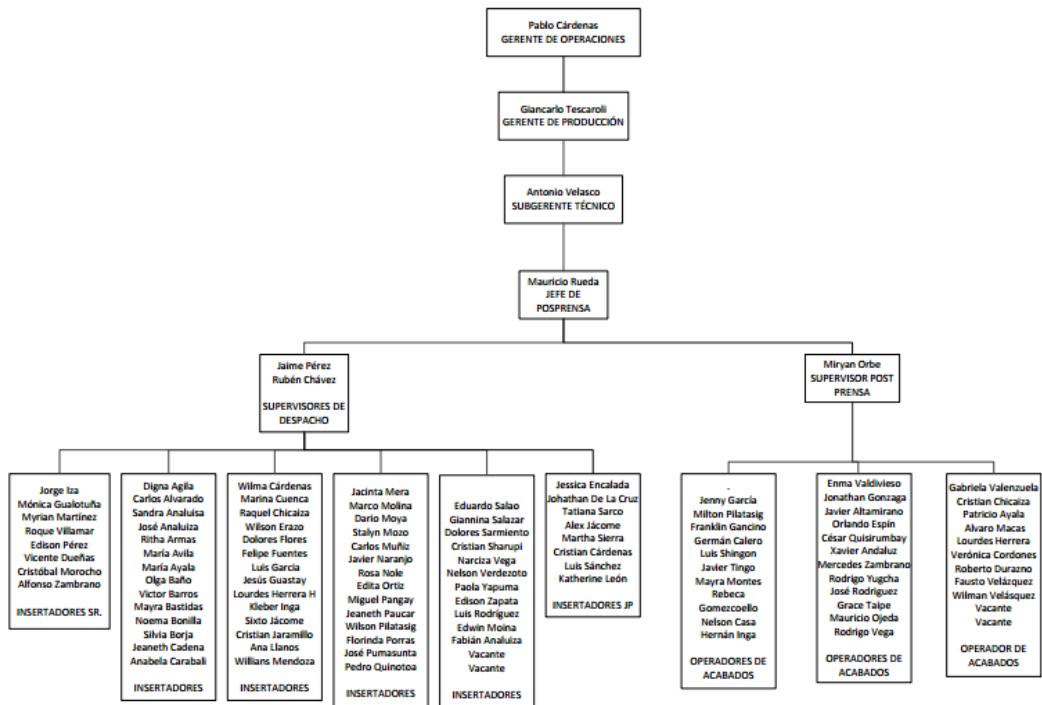 Pablo Cárdenas
GERENTE DE OPERACIONES
Giancarlo Tescaroli
GERENTE DE PRODUCCIÓN
Antonio Velasco
SUBGERENTE TÉCNICO
Mauricio Rueda
JEFE DE
POSPRENSA
Jaime Pérez
Rubén Chávez
SUPERVISORES DE
DESPACHO
Miryan Orbe
SUPERVISOR POST
PRENSA
Jorge Iza
Mónica Gualotuña
Myrian Martínez
Roque Villamar
Edison Pérez
Vicente Dueñas
Cristóbal Morocho
Alfonso Zambrano
INSERTADORES SR.
Digna Agila
Carlos Alvarado
Sandra Analuisa
José Analuiza
Ritha Armas
María Avila
María Ayala
Olga Baño
Victor Barros
Mayra Bastidas
Noema Bonilla
Silvia Borja
Jeaneth Cadena
Anabela Carabali
INSERTADORES
Wilma Cárdenas
Marina Cuenca
Raquel Chicaiza
Wilson Erazo
Dolores Flores
Felipe Fuentes
Luis Garcia
Jesús Guastay
Lourdes Herrera H
Kleber Inga
Sixto Jácome
Cristian Jaramillo
Ana Llanos
Willians Mendoza
INSERTADORES
Jacinta Mera
Marco Molina
Dario Moya
Stalyn Mozo
Carlos Muñiz
Javier Naranjo
Rosa Nole
Edita Ortiz
Miguel Pangay
Jeaneth Paucar
Wilson Pilatasig
Florinda Porras
José Pumasunta
Pedro Quinotoa
INSERTADORES
Eduardo Salao
Giannina Salazar
Dolores Sarmiento
Cristian Sharupi
Narciza Vega
Nelson Verdezoto
Paola Yapuma
Edison Zapata
Luis Rodríguez
Edwin Moina
Fabián Analuiza
Vacante
Vacante
INSERTADORES
Jessica Encalada
Johathan De La Cruz
Tatiana Sarco
Alex Jácome
Martha Sierra
Cristian Cárdenas
Luis Sánchez
Katherine León
INSERTADORES JP
-
Jenny García
Milton Pilatasig
Franklin Gancino
Germán Calero
Luis Shingon
Javier Tingo
Mayra Montes
Rebeca
Gomezcoello
Nelson Casa
Hernán Inga
OPERADORES DE
ACABADOS
Enma Valdivieso
Jonathan Gonzaga
Javier Altamirano
Orlando Espín
César Quisirumbay
Xavier Andaluz
Mercedes Zambrano
Rodrigo Yugcha
José Rodríguez
Grace Taipe
Mauricio Ojeda
Rodrigo Vega
OPERADORES DE
ACABADOS
Gabriela Valenzuela
Cristian Chicaiza
Patricio Ayala
Alvaro Macas
Lourdes Herrera
Verónica Cordones
Roberto Durazno
Fausto Velázquez
Wilman Velásquez
Vacante
Vacante
OPERADOR DE
ACABADOS